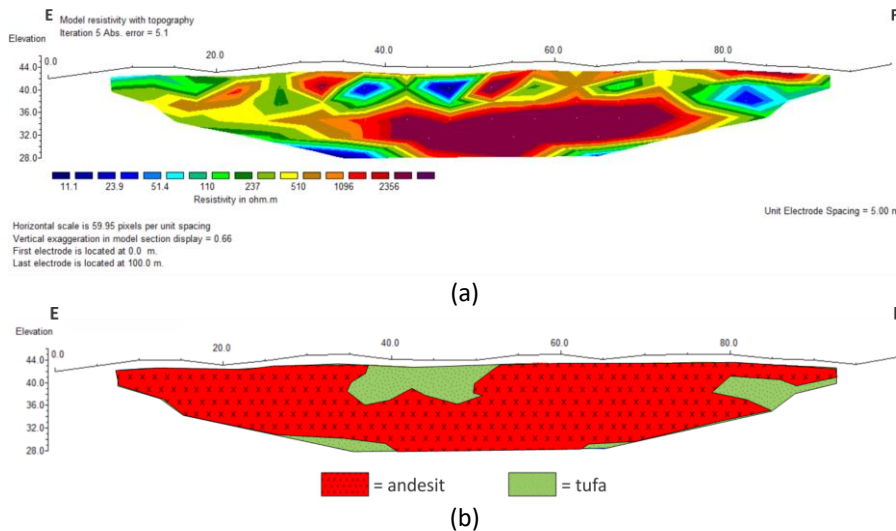 E
Model resistivity with topography
Iteration 5 Abs. error = 5.1
Elevation
0.0 20.0 40.0 60.0 80.0
44.0
40.0
36.0
32.0
28.0
11.1 23.9 51.4 110 237 510 1096 2356
Resistivity in ohm.m
Unit Electrode Spacing = 5.00
Horizontal scale is 59.95 pixels per unit spacing
Vertical exaggeration in model section display = 0.66
First electrode is located at 0.0 m.
Last electrode is located at 100.0 m.
(a)
E
Elevation
0.0 20.0 40.0 60.0 80.0
44.0
40.0
36.0
32.0
28.0
= andesit = tufa
(b)